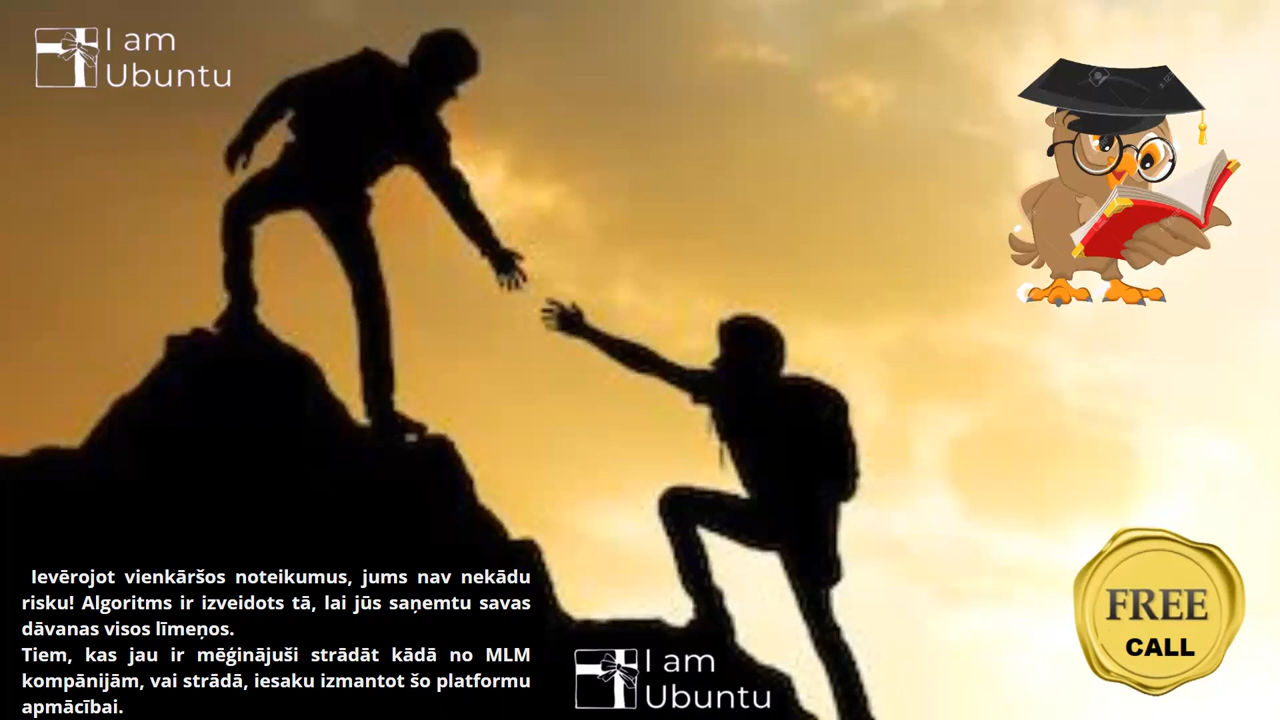 I am
Ubuntu
FREE
CALL
Ievērojot vienkāršos noteikumus, jums nav nekādu
risku! Algoritms ir izveidots tā, lai jūs saņemtu savas
dāvanas visos līmeņos.
Tiem, kas jau ir mēģinājuši strādāt kādā no MLM
kompānijām, vai strādā, iesaku izmantot šo platformu
apmācībai.
I am
Ubuntu